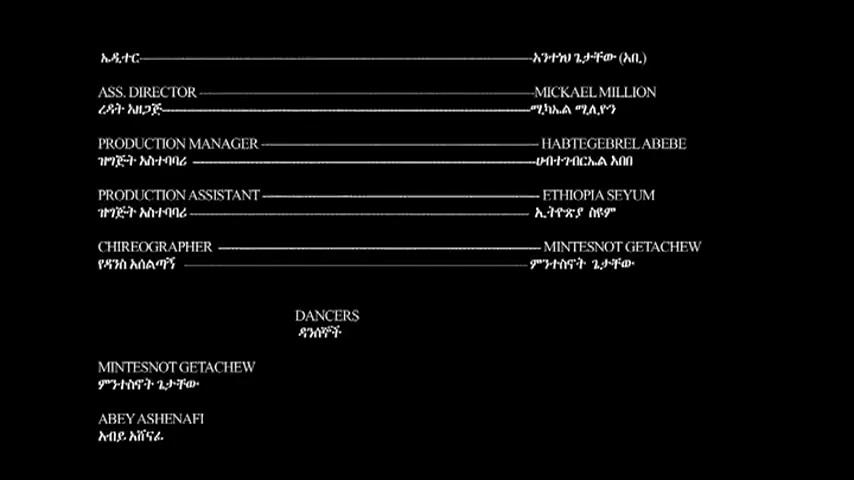 ኤዲተር አንተነህ ጌታቸው (አቢ)
ASS. DIRECTOR MICKAEL MILLION
ረዳት አዘጋጅ ሚካኤል ሚሊዮን
PRODUCTION MANAGER HABTEGEBREL ABEBE
ዝግጅት አስተባባሪ ሀብተገብርኤል አበበ
PRODUCTION ASSISTANT ETHIOPIA SEYUM
ዝግጅት አስተባባሪ ኢትዮጵያ ስዩም
CHIREOGRAPHER MINTESNOT GETACHEW
የዳንስ አሰልጣኝ ምንተስኖት ጌታቸው
DANCERS
ዳንሰኞች
MINTESNOT GETACHEW
ምንተስኖት ጌታቸው
ABEY ASHENAFI
አብይ አሸናፊ